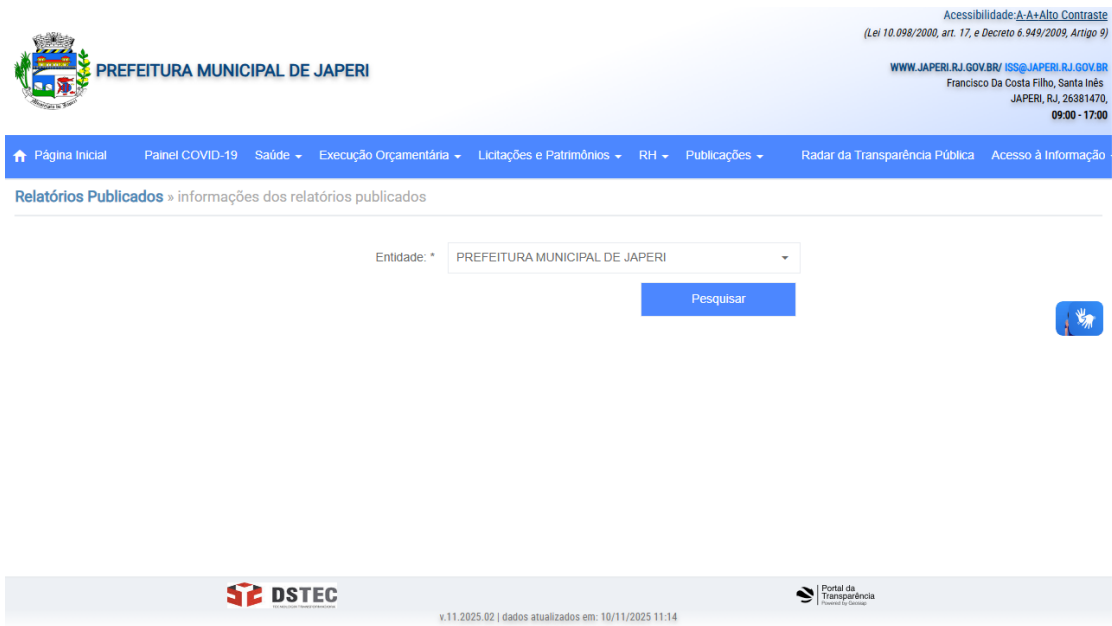 Acessibilidade:A-A+Alto Contraste
(Lei 10.098/2000, art. 17, e Decreto 6.949/2009, Artigo 9)
PREFEITURA MUNICIPAL DE JAPERI
WWW.JAPERI.RJ.GOV.BR/ ISS@JAPERI.RJ.GOV.BR
Francisco Da Costa Filho, Santa Inês
JAPERI, RJ, 26381470,
09:00 - 17:00
Página Inicial Painel COVID-19 Saúde Execução Orçamentária Licitações e Patrimônios RH Publicações Radar da Transparência Pública Acesso à Informação
Relatórios Publicados » informações dos relatórios publicados
Entidade: * PREFEITURA MUNICIPAL DE JAPERI
Pesquisar
DSTEC
Portal da
Transparência
v.11.2025.02 | dados atualizados em: 10/11/2025 11:14